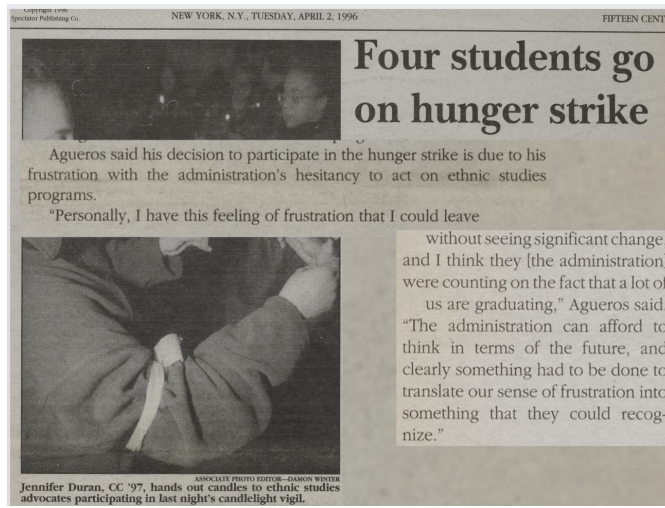 Copyright 1996
Spectator Publishing Co.
NEW YORK, N.Y., TUESDAY, APRIL 2, 1996
FIFTEEN CENT
Four students go
on hunger strike
Agueros said his decision to participate in the hunger strike is due to his
frustration with the administration's hesitancy to act on ethnic studies
programs.
"Personally, I have this feeling of frustration that I could leave
without seeing significant change
and I think they [the administration]
were counting on the fact that a lot of
us are graduating," Agueros said.
"The administration can afford to
think in terms of the future, and
clearly something had to be done to
translate our sense of frustration into
something that they could recog-
nize."
ASSOCIATE PHOTO EDITOR—DAMON WINTER
Jennifer Duran, CC '97, hands out candles to ethnic studies
advocates participating in last night's candlelight vigil.